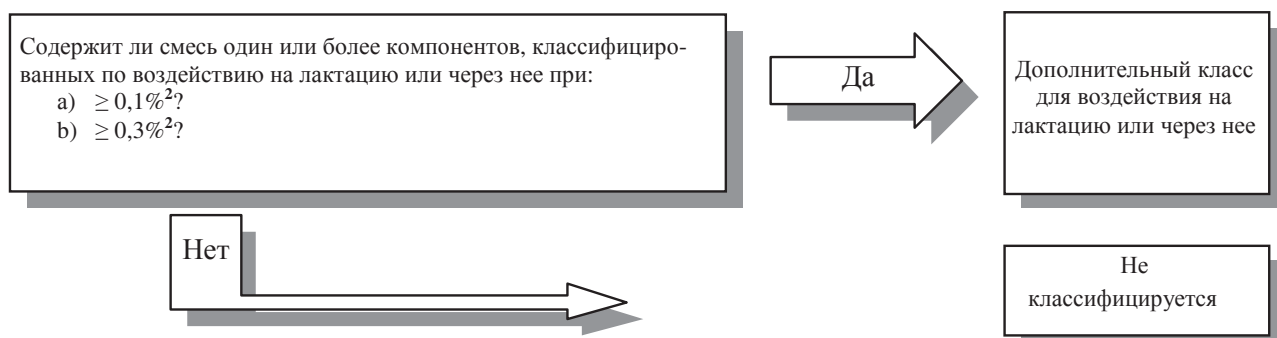 Содержит ли смесь один или более компонентов, классифициро-
ванных по воздействию на лактацию или через нее при:
a) ≥ 0,1%²?
b) ≥ 0,3%²?
Да
Дополнительный класс
для воздействия на
лактацию или через нее
Нет
Не
классифицируется